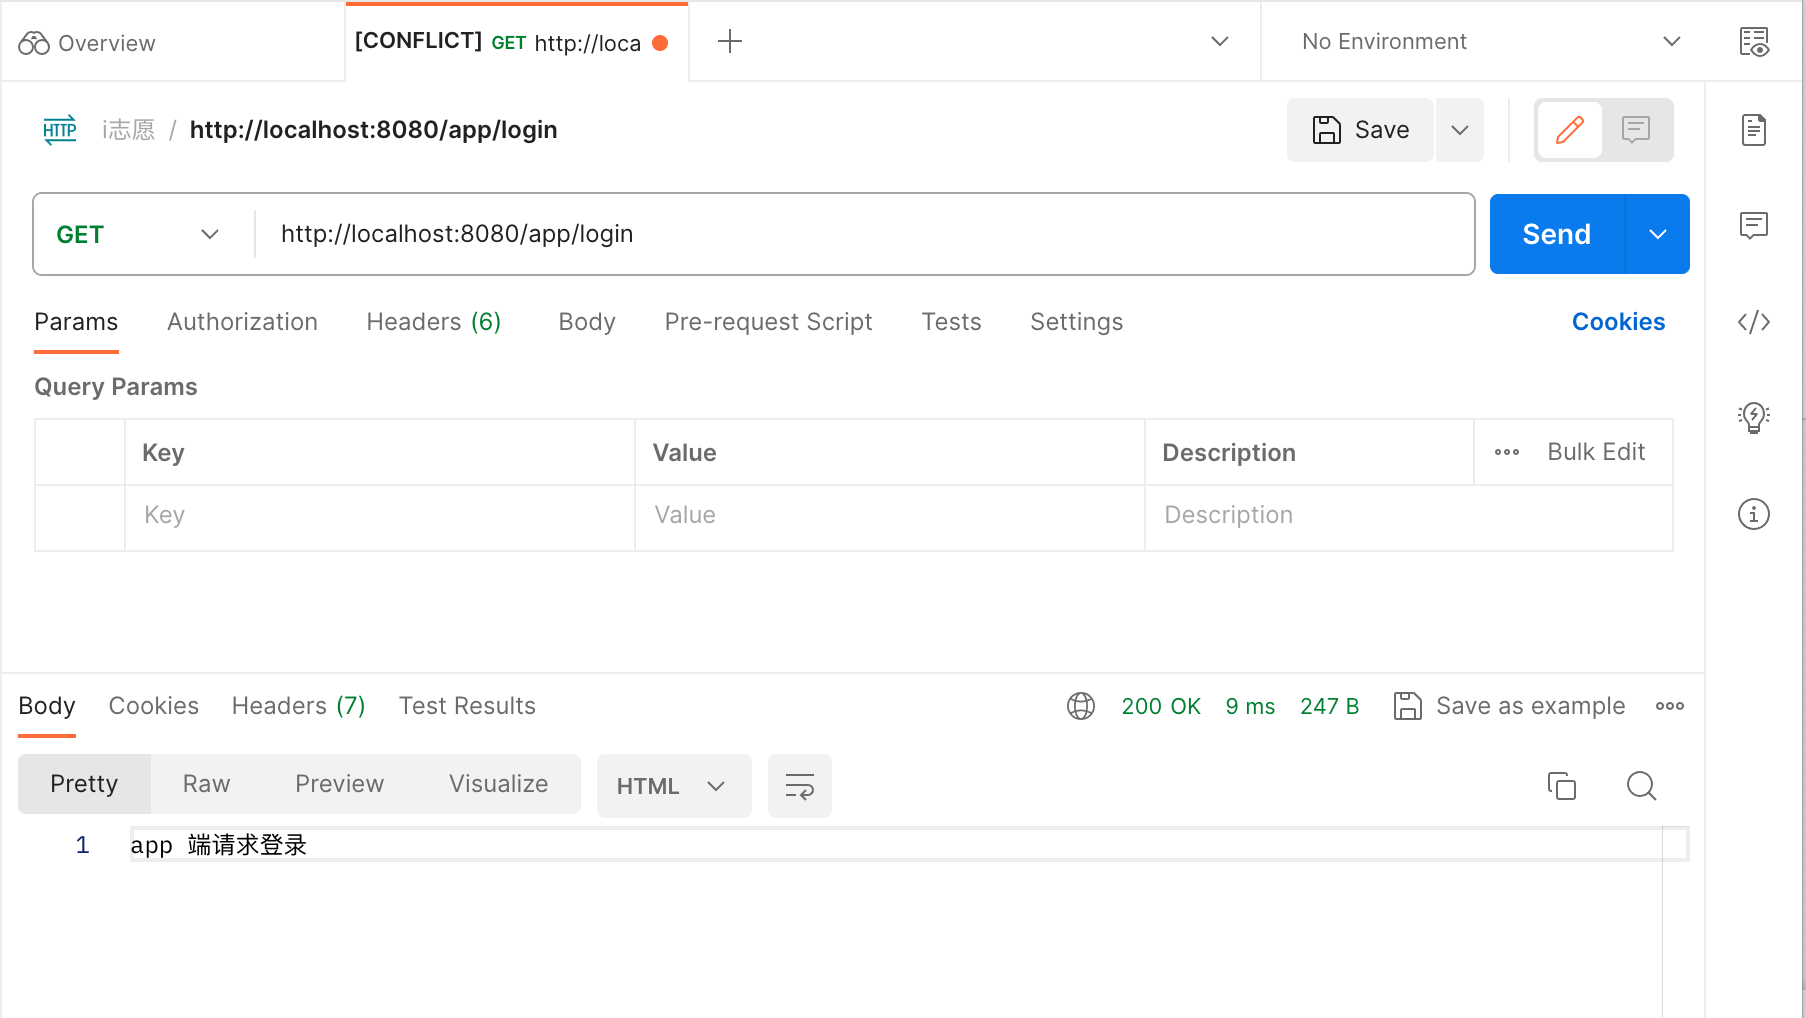 Overview
[CONFLICT] GET http://loca
No Environment
HTTP i志愿 / http://localhost:8080/app/login
Save
GET http://localhost:8080/app/login
Send
Params Authorization Headers (6) Body Pre-request Script Tests Settings Cookies
Query Params
Key Value Description Bulk Edit
Key Value Description
Body Cookies Headers (7) Test Results 200 OK 9 ms 247 B Save as example
Pretty Raw Preview Visualize HTML
1 app 端请求登录